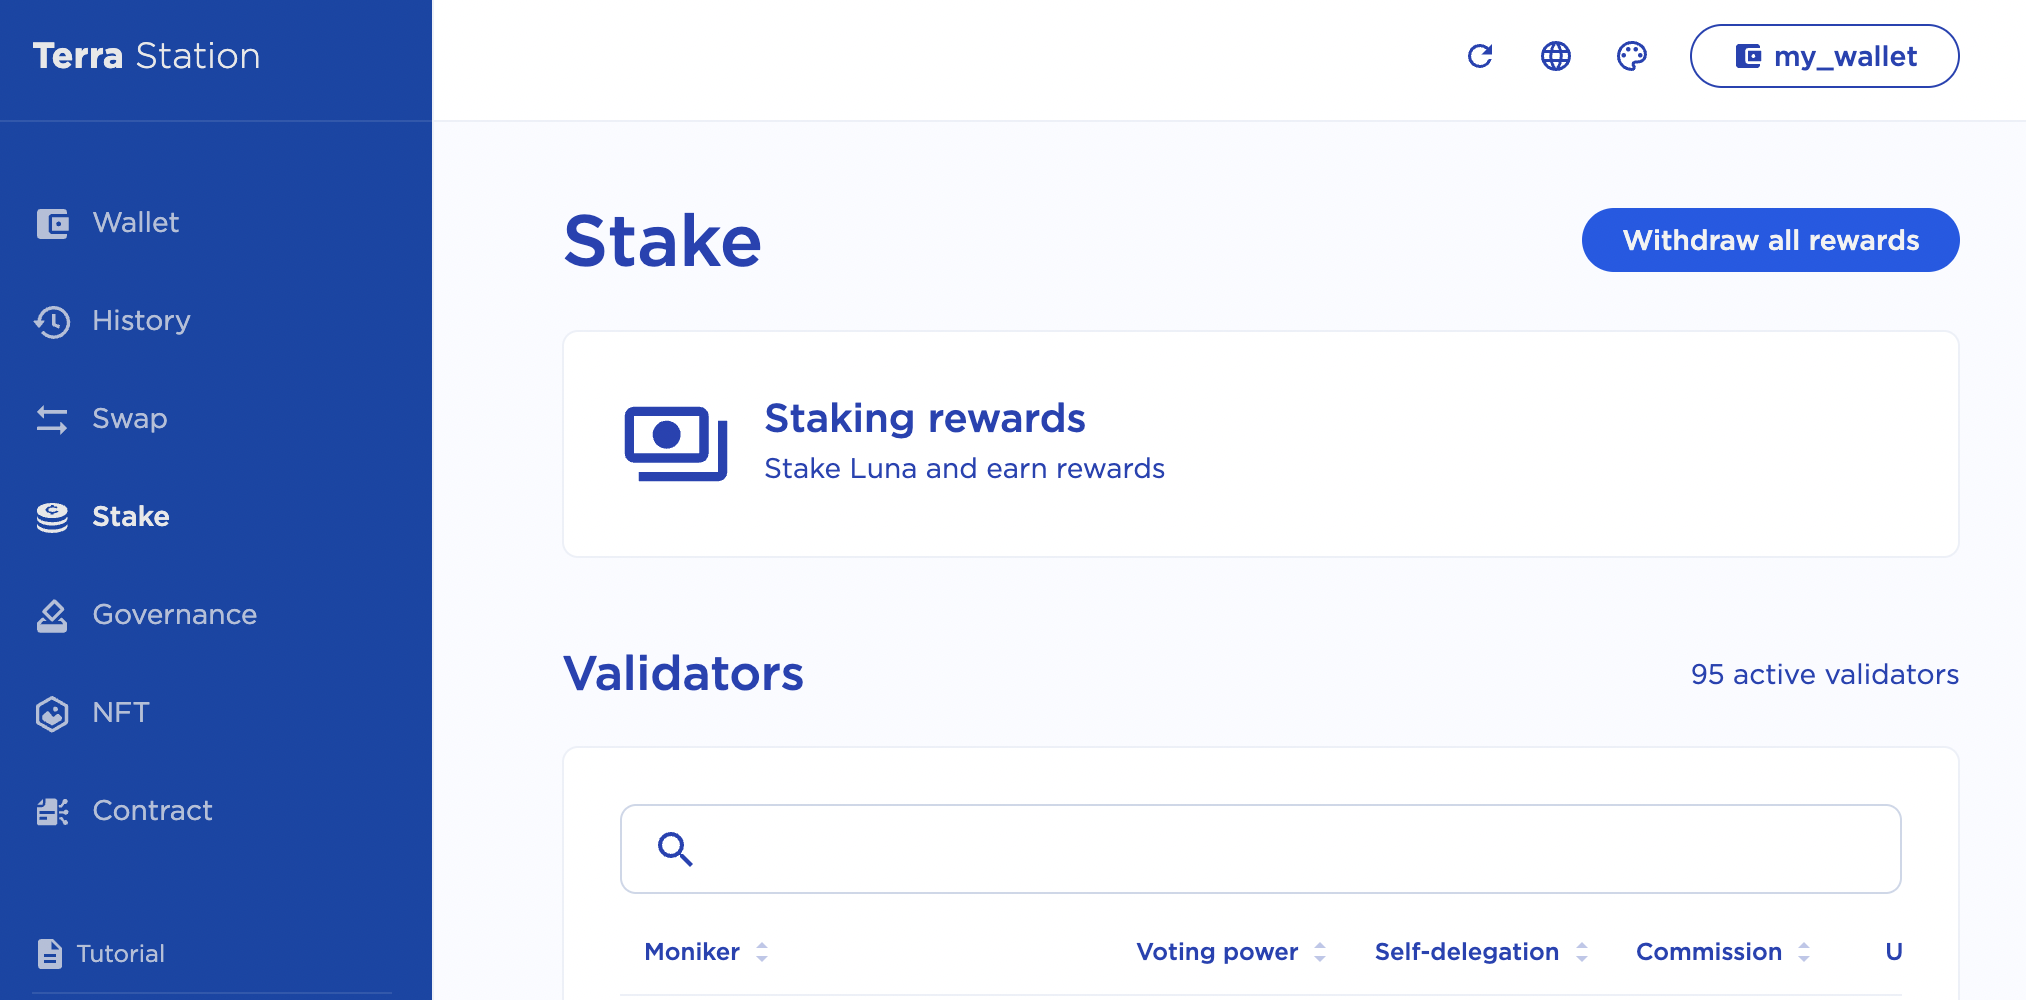 Terra Station
my_wallet
Wallet
History
Swap
Stake
Governance
NFT
Contract
Tutorial
Stake
Withdraw all rewards
Staking rewards
Stake Luna and earn rewards
Validators
95 active validators
Moniker Voting power Self-delegation Commission U